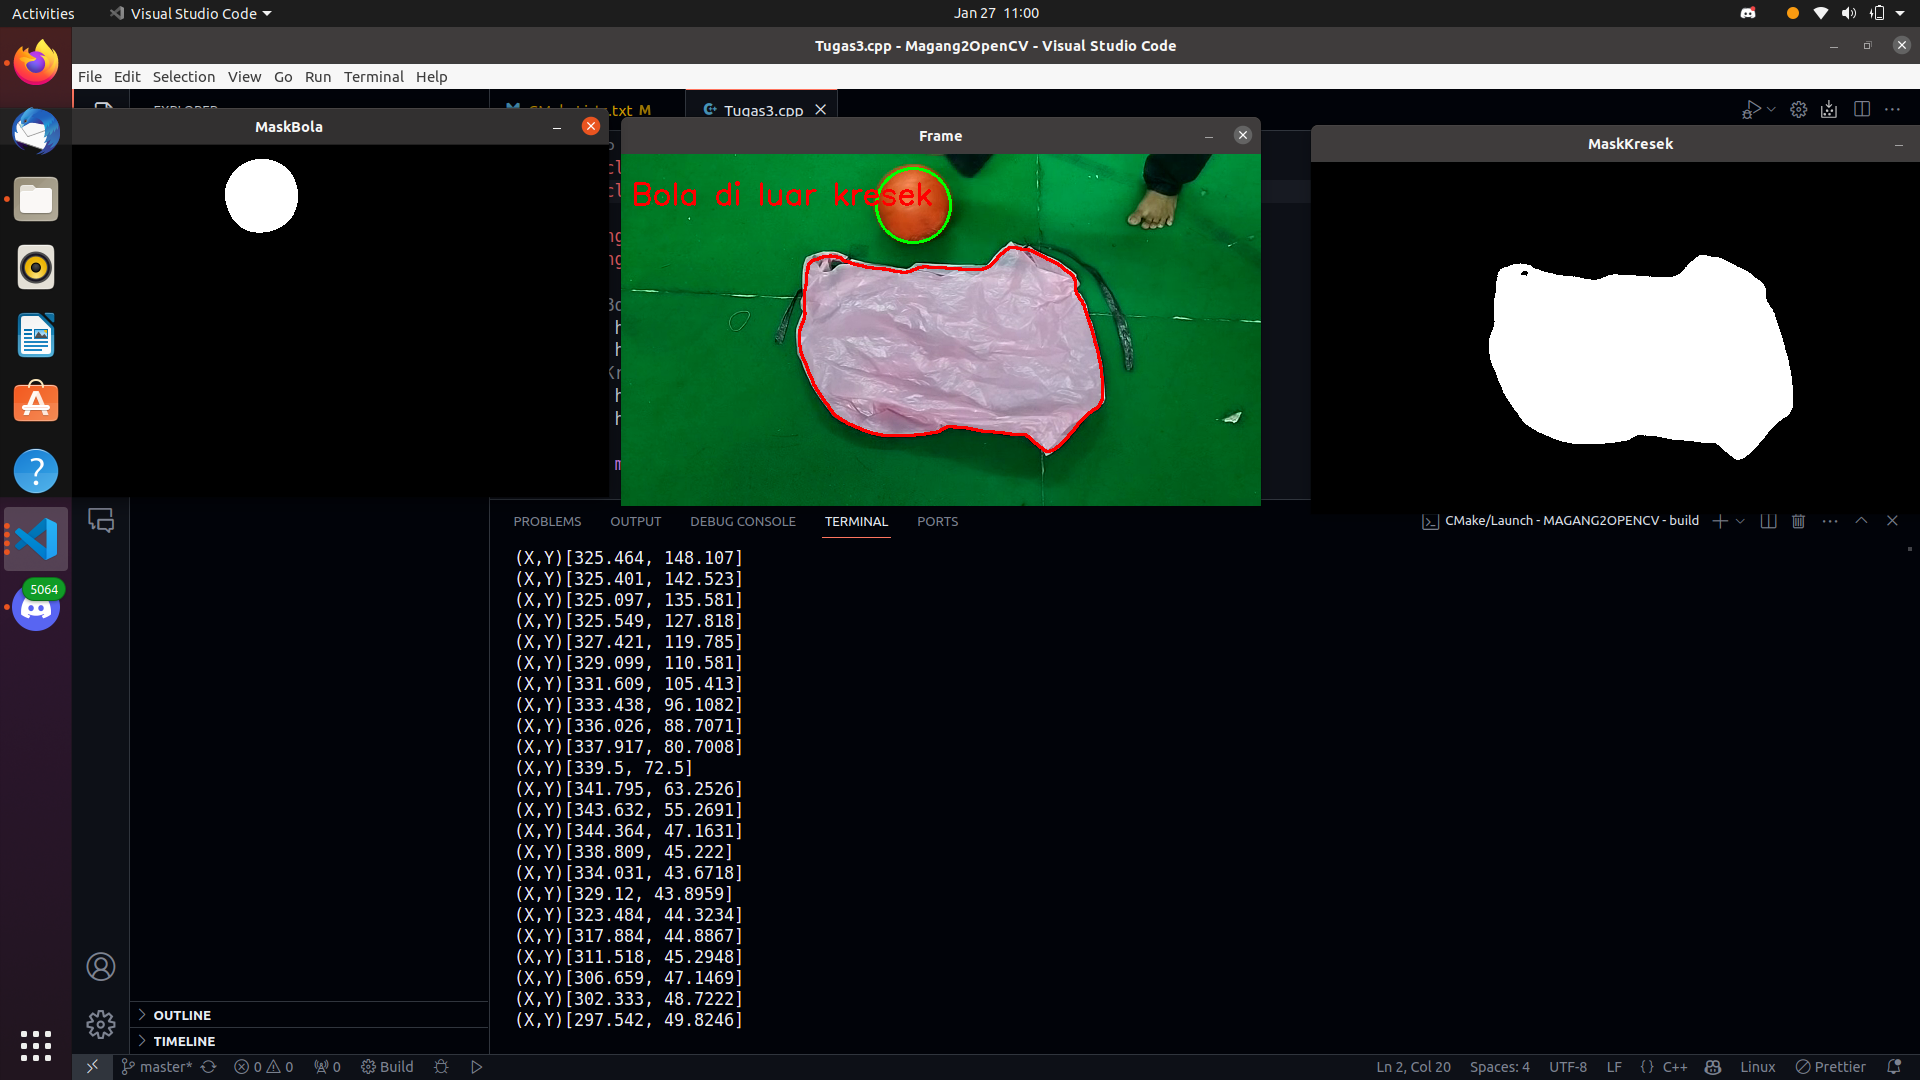 Activities
Visual Studio Code
Jan 27 11:00
Tugas3.cpp - Magang2OpenCV - Visual Studio Code
File Edit Selection View Go Run Terminal Help
Tugas3.cpp
MaskBola
Frame
MaskKresek
Bola di luar kresek
PROBLEMS OUTPUT DEBUG CONSOLE TERMINAL PORTS
CMake/Launch - MAGANG2OPENCV - build
(X,Y)[325.464, 148.107]
(X,Y)[325.401, 142.523]
(X,Y)[325.097, 135.581]
(X,Y)[325.549, 127.818]
(X,Y)[327.421, 119.785]
(X,Y)[329.099, 110.581]
(X,Y)[331.609, 105.413]
(X,Y)[333.438, 96.1082]
(X,Y)[336.026, 88.7071]
(X,Y)[337.917, 80.7008]
(X,Y)[339.5, 72.5]
(X,Y)[341.795, 63.2526]
(X,Y)[343.632, 55.2691]
(X,Y)[344.364, 47.1631]
(X,Y)[338.809, 45.222]
(X,Y)[334.031, 43.6718]
(X,Y)[329.12, 43.8959]
(X,Y)[323.484, 44.3234]
(X,Y)[317.884, 44.8867]
(X,Y)[311.518, 45.2948]
(X,Y)[306.659, 47.1469]
(X,Y)[302.333, 48.7222]
(X,Y)[297.542, 49.8246]
5064
OUTLINE
TIMELINE
master* 0 0 0 Build
Ln 2, Col 20 Spaces: 4 UTF-8 LF {} C++ Linux Prettier